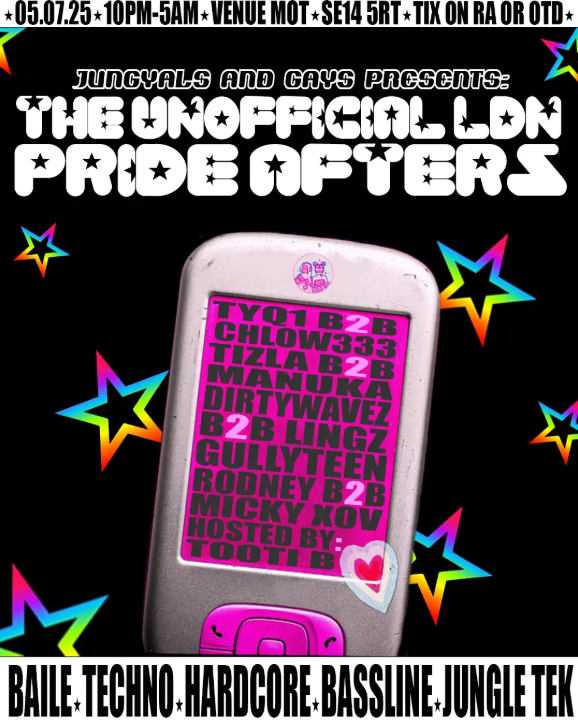 ★05.07.25★10PM-5AM★VENUE MOT★SE14 5RT★TIX ON RA OR OTD★
JUNGYALS AND GAYS PRESENTS:
THE UNOFFICIAL LDN
PRIDE AFTERS
TYQ1 B2B
CHLOW333
TIZLA B2B
MANUKA
DIRTYWAVEZ
B2B LINGZ
GULLYTEEN
RODNEY B2B
MICKY XOV
HOSTED BY:
TOOTI B
BAILE★TECHNO★HARDCORE★BASSLINE★JUNGLE TEK